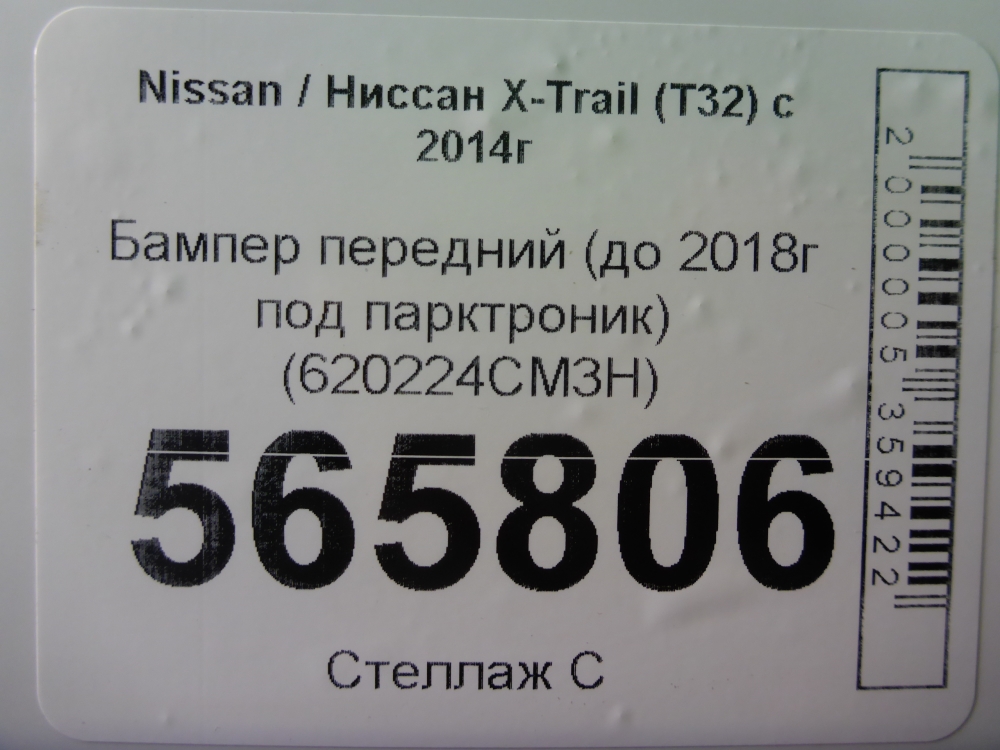 Nissan / Ниссан X-Trail (T32) с
2014г
Бампер передний (до 2018г
под парктроник)
(620224CM3H)
565806
Стеллаж С
2000005359422